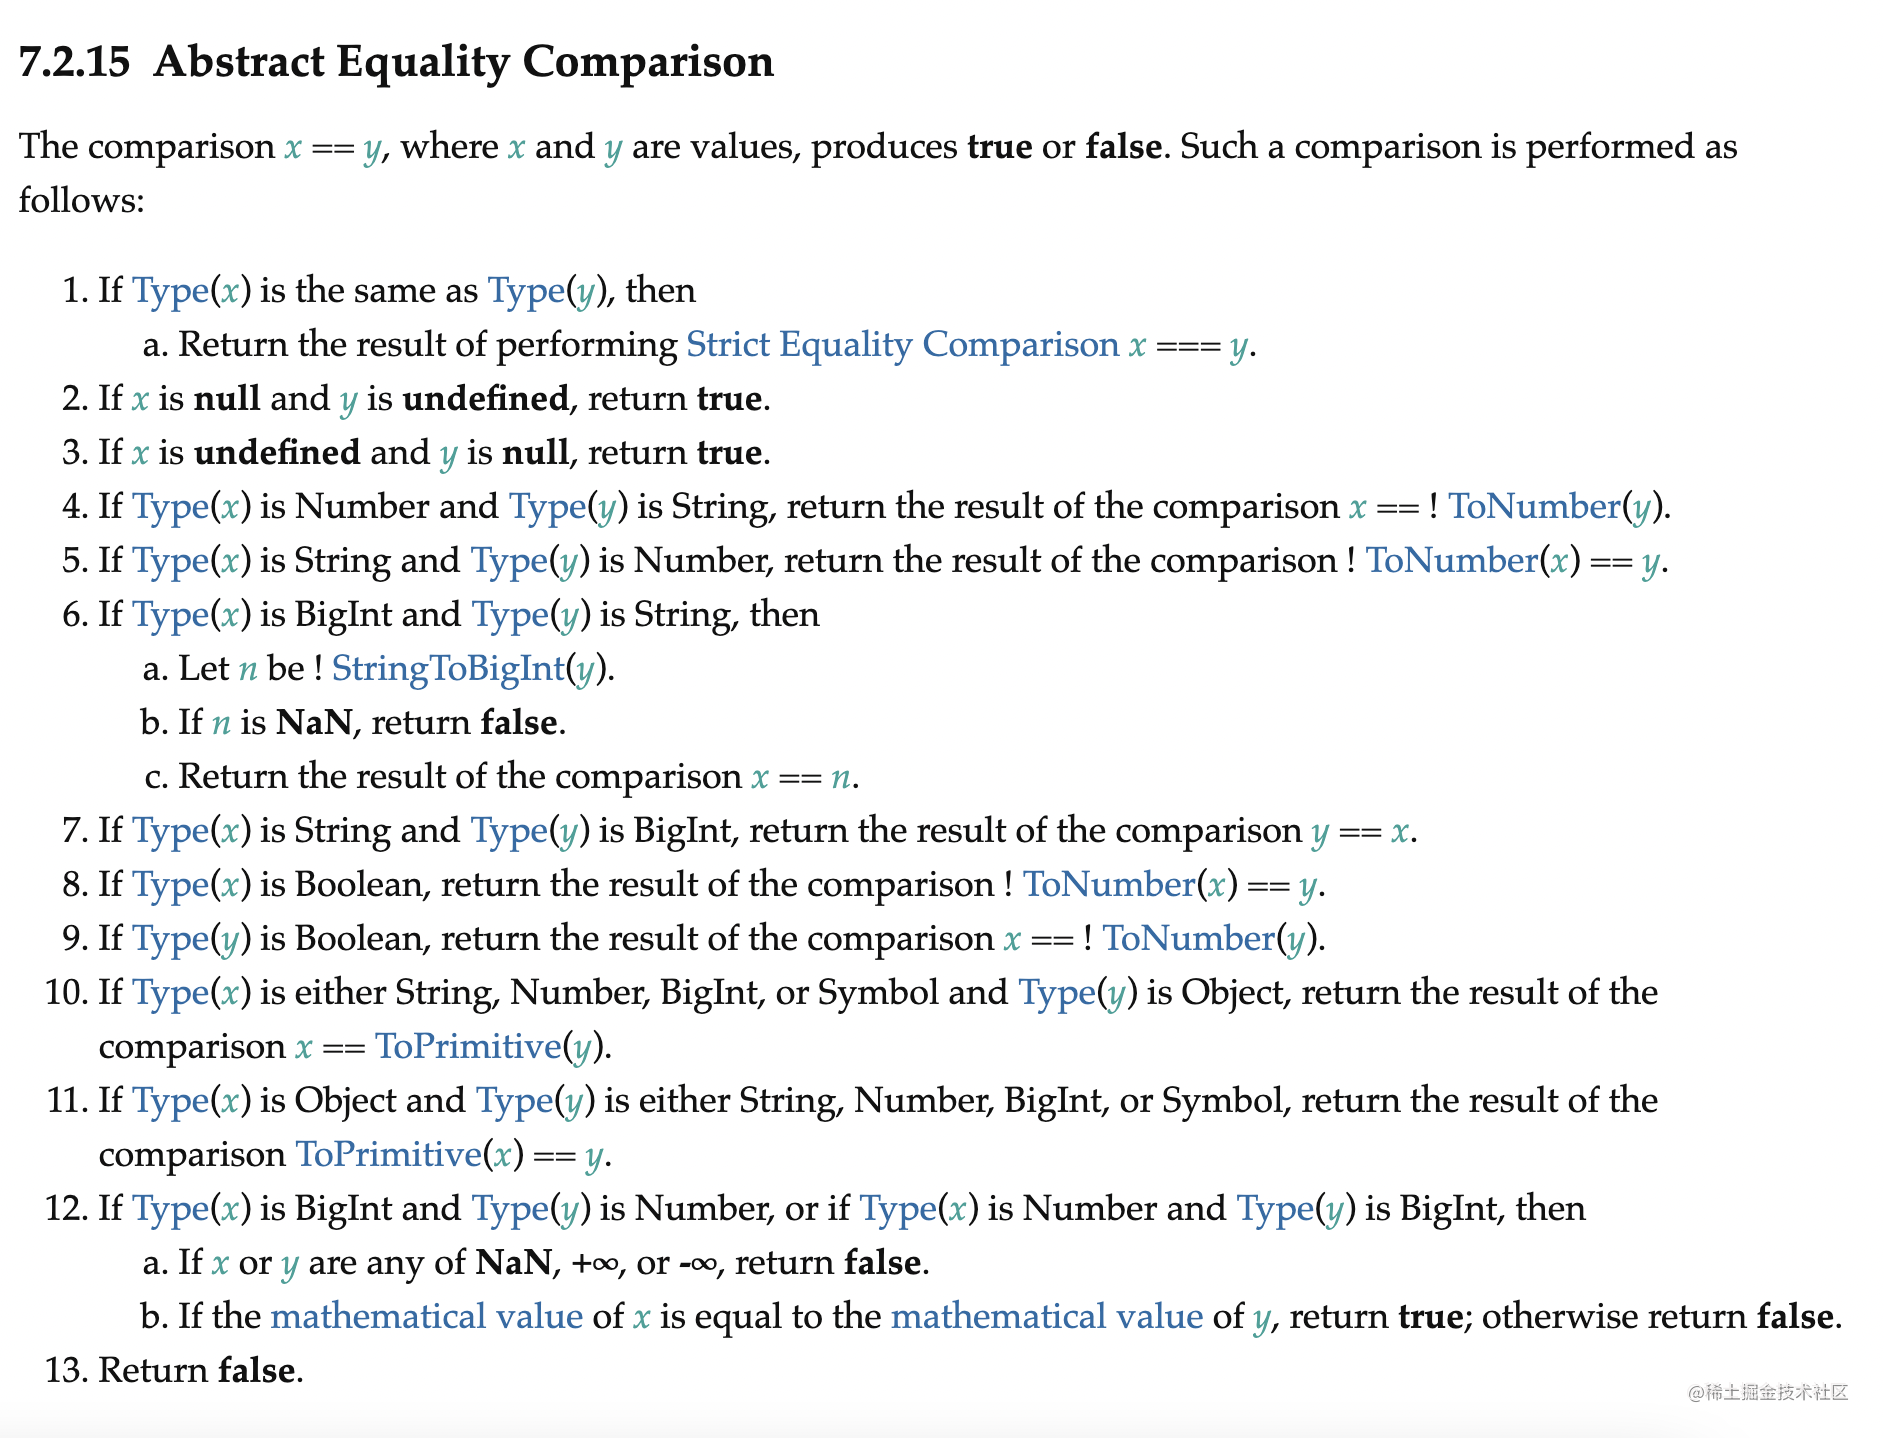 7.2.15 Abstract Equality Comparison
The comparison x == y, where x and y are values, produces true or false. Such a comparison is performed as
follows:
1. If Type(x) is the same as Type(y), then
a. Return the result of performing Strict Equality Comparison x === y.
2. If x is null and y is undefined, return true.
3. If x is undefined and y is null, return true.
4. If Type(x) is Number and Type(y) is String, return the result of the comparison x == ! ToNumber(y).
5. If Type(x) is String and Type(y) is Number, return the result of the comparison ! ToNumber(x) == y.
6. If Type(x) is BigInt and Type(y) is String, then
a. Let n be ! StringToBigInt(y).
b. If n is NaN, return false.
c. Return the result of the comparison x == n.
7. If Type(x) is String and Type(y) is BigInt, return the result of the comparison y == x.
8. If Type(x) is Boolean, return the result of the comparison ! ToNumber(x) == y.
9. If Type(y) is Boolean, return the result of the comparison x == ! ToNumber(y).
10. If Type(x) is either String, Number, BigInt, or Symbol and Type(y) is Object, return the result of the
comparison x == ToPrimitive(y).
11. If Type(x) is Object and Type(y) is either String, Number, BigInt, or Symbol, return the result of the
comparison ToPrimitive(x) == y.
12. If Type(x) is BigInt and Type(y) is Number, or if Type(x) is Number and Type(y) is BigInt, then
a. If x or y are any of NaN, +∞, or -∞, return false.
b. If the mathematical value of x is equal to the mathematical value of y, return true; otherwise return false.
13. Return false.
@稀土掘金技术社区